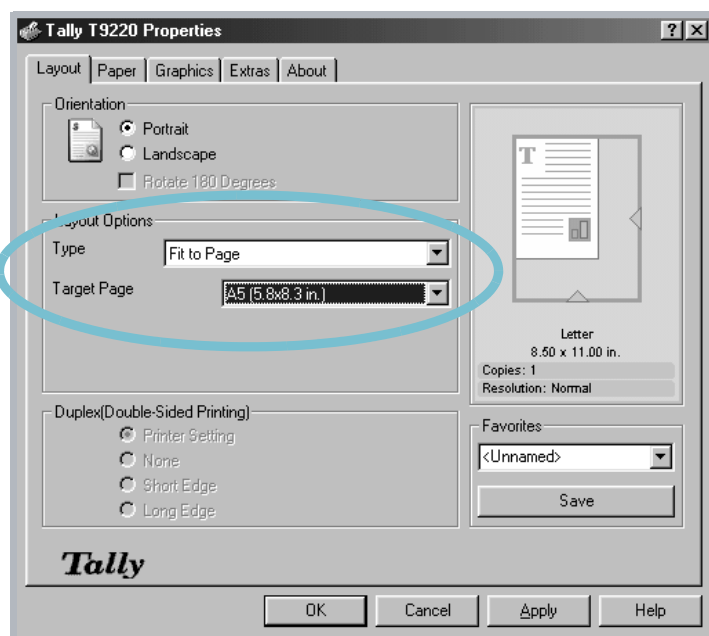 Tally T9220 Properties
Layout Paper Graphics Extras About
Orientation
Portrait
Landscape
Rotate 180 Degrees
Layout Options
Type Fit to Page
Target Page A5 (5.8x8.3 in.)
Duplex(Double-Sided Printing)
Printer Setting
None
Short Edge
Long Edge
T
Letter
8.50 x 11.00 in.
Copies: 1
Resolution: Normal
Favorites
<Unnamed>
Save
Tally
OK Cancel Apply Help